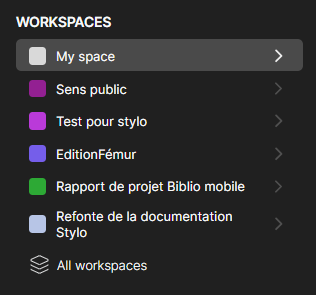 WORKSPACES
My space
Sens public
Test pour stylo
EditionFémur
Rapport de projet Biblio mobile
Refonte de la documentation
Stylo
All workspaces